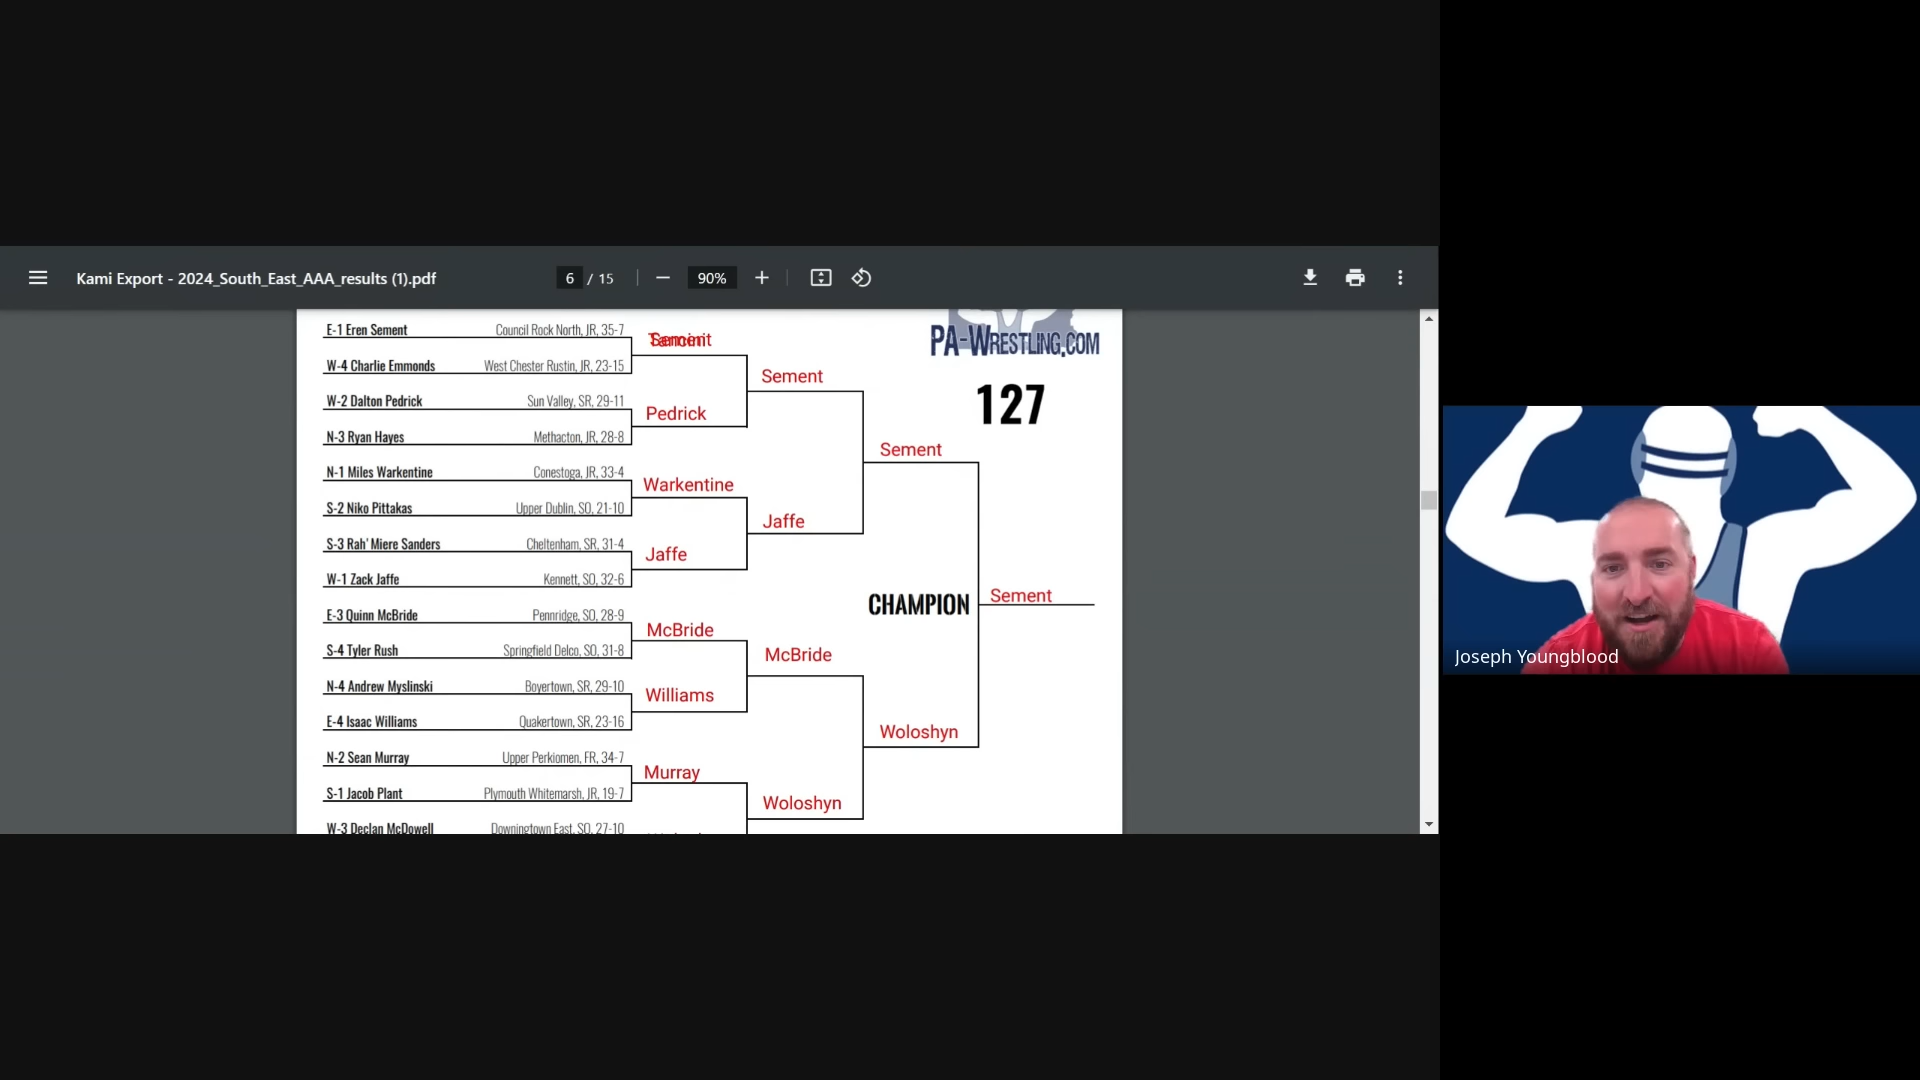 Kami Export - 2024_South_East_AAA_results (1).pdf
6 / 15
90%
PA-WRESTLING.COM
127
E-1 Eren Sement Council Rock North, JR, 35-7
Sement
W-4 Charlie Emmonds West Chester Rustin, JR, 23-15
Sement
W-2 Dalton Pedrick Sun Valley, SR, 29-11
Pedrick
N-3 Ryan Hayes Methacton, JR, 28-8
Sement
N-1 Miles Warkentine Conestoga, JR, 33-4
Warkentine
S-2 Niko Pittakas Upper Dublin, SO, 21-10
Jaffe
S-3 Rah'Miere Sanders Cheltenham, SR, 31-4
Jaffe
W-1 Zack Jaffe Kennett, SO, 32-6
CHAMPION Sement
E-3 Quinn McBride Pennridge, SO, 28-9
McBride
S-4 Tyler Rush Springfield Delco, SO, 31-8
McBride
N-4 Andrew Myslinski Boyertown, SR, 29-10
Williams
E-4 Isaac Williams Quakertown, SR, 23-16
Woloshyn
N-2 Sean Murray Upper Perkiomen, FR, 34-7
Murray
S-1 Jacob Plant Plymouth Whitemarsh, JR, 19-7
Woloshyn
W-3 Declan McDowell Downingtown East, SO, 27-10
Joseph Youngblood